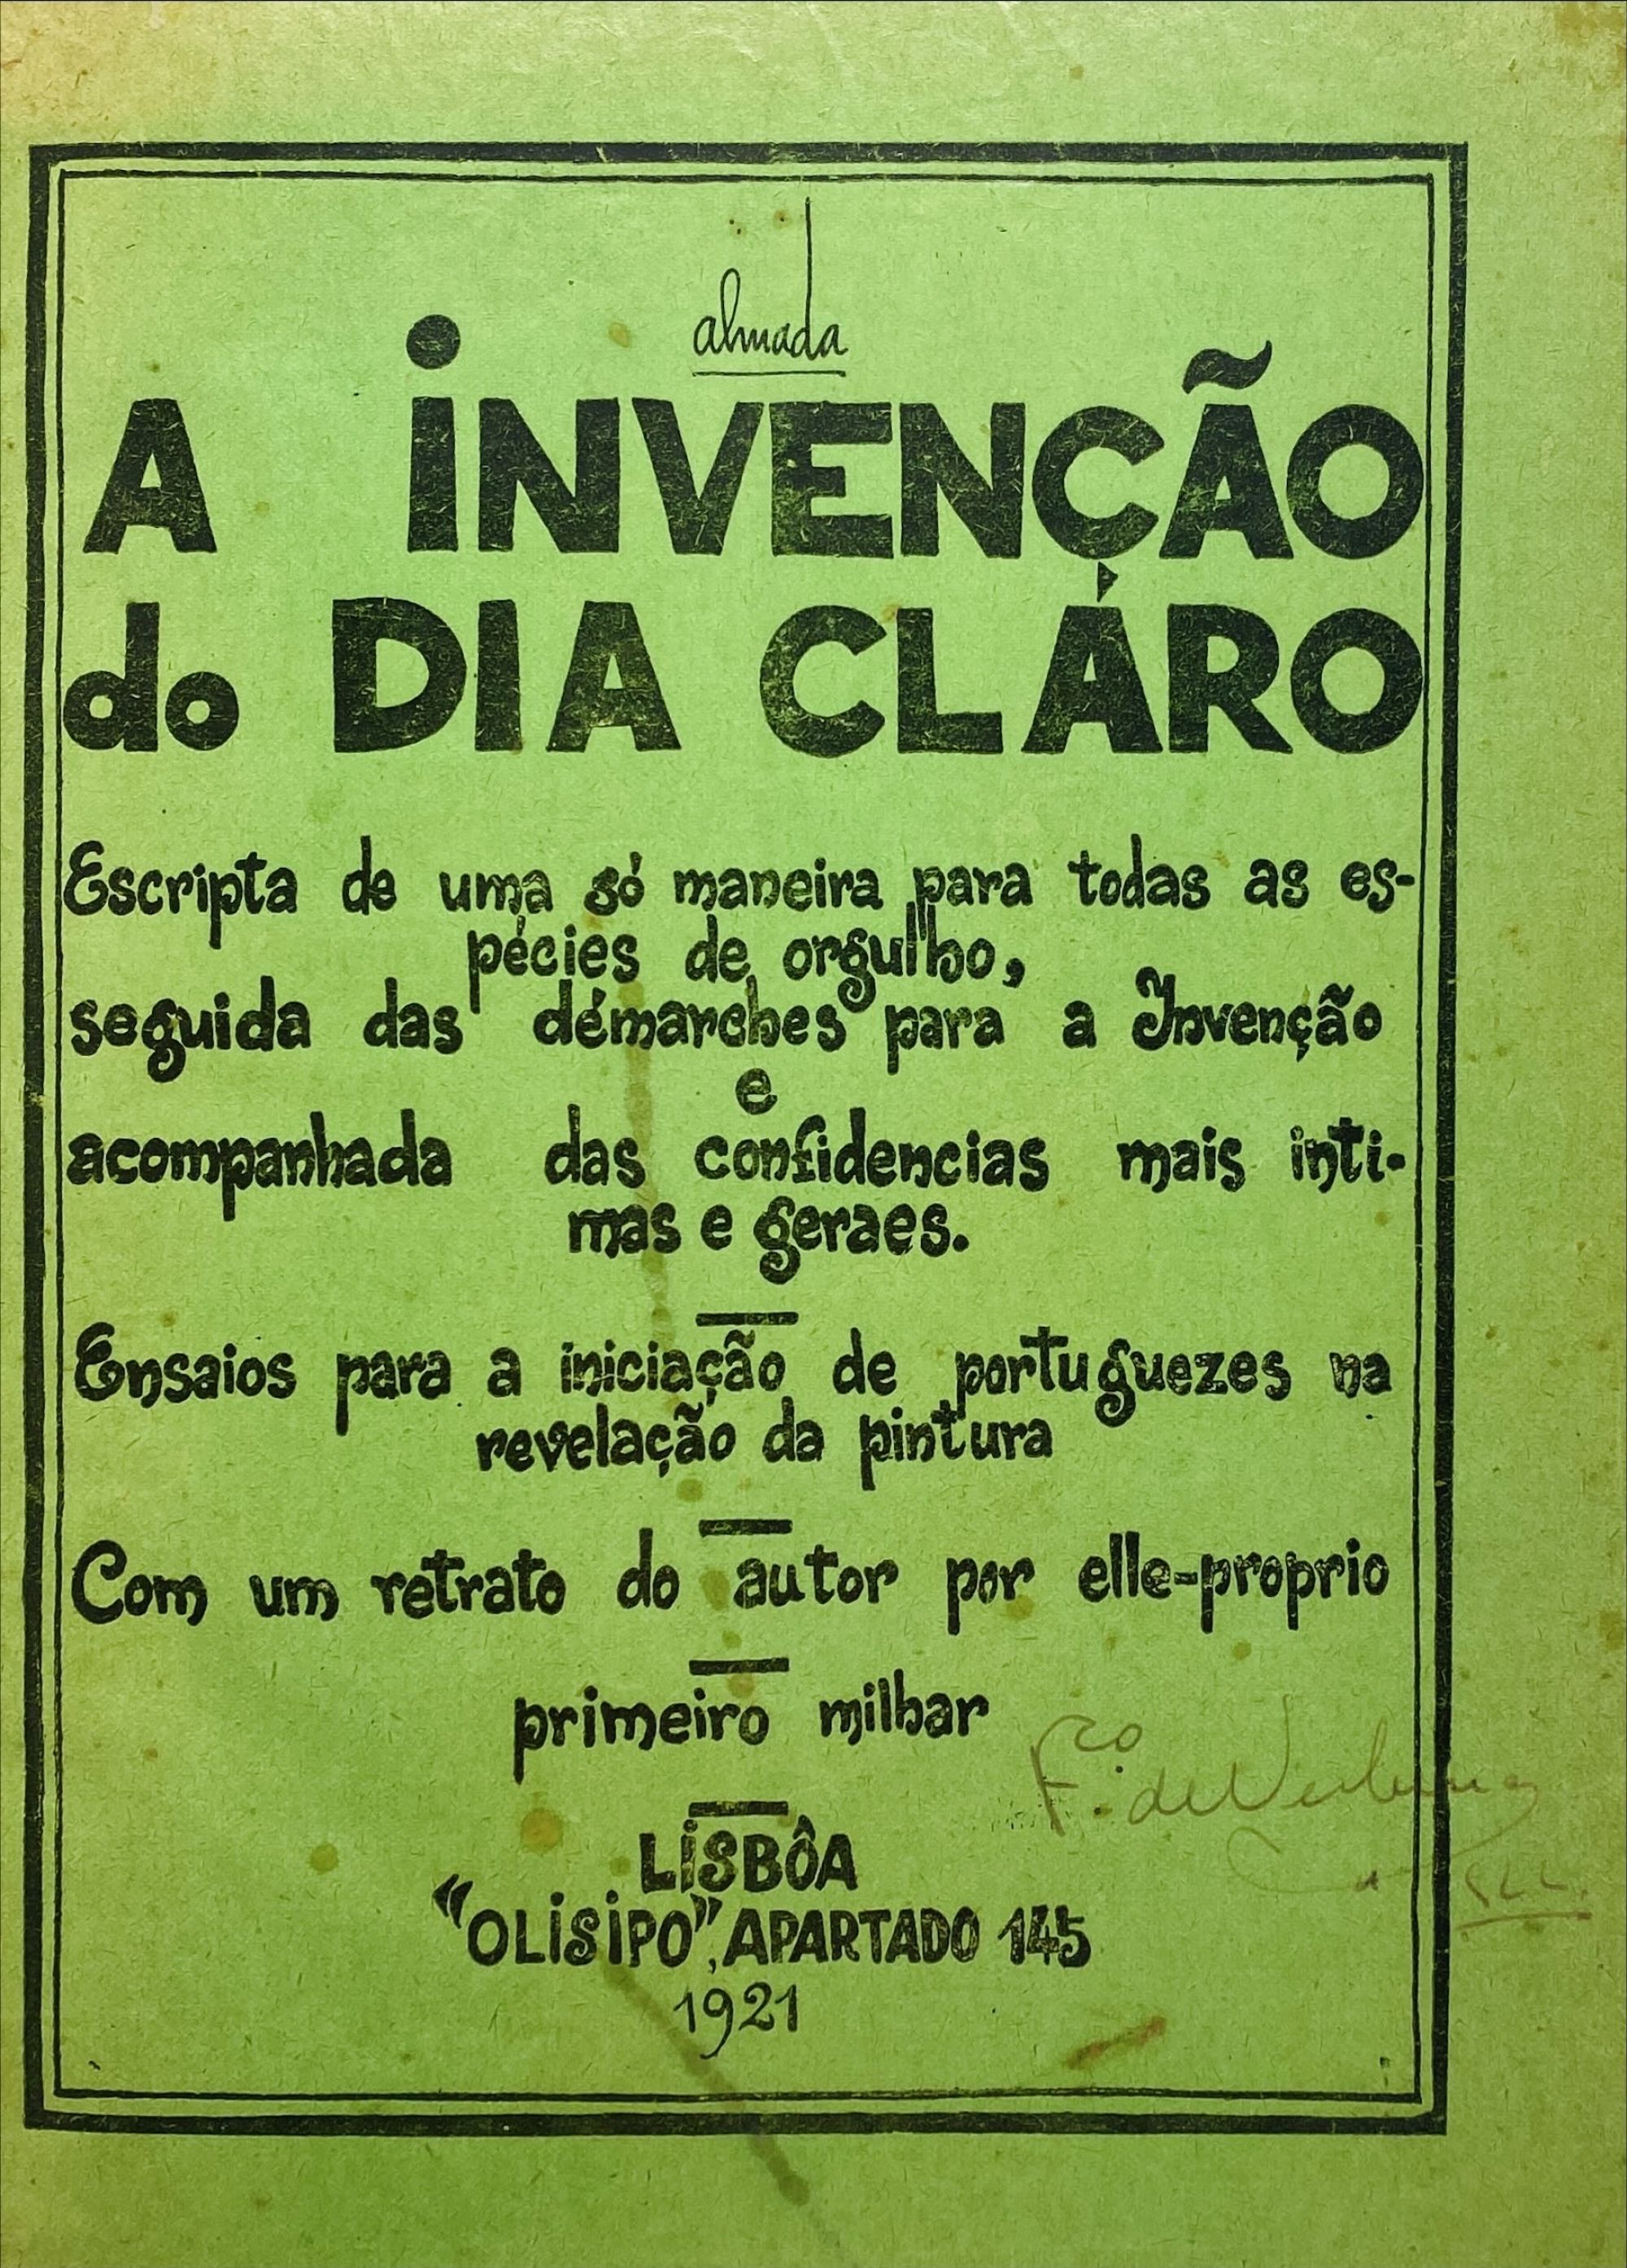 almada
A iNVENÇÃO
do DIA CLARO
Escripta de uma só maneira para todas as es-
pécies de orgulho,
seguida das démarches para a Invenção
e
acompanhada das confidencias mais inti-
mas e geraes.
Ensaios para a iniciação de portuguezes na
revelação da pintura
Com um retrato do autor por elle-proprio
primeiro milhar
LiSBÔA
"OLiSiPO", APARTADO 145
1921